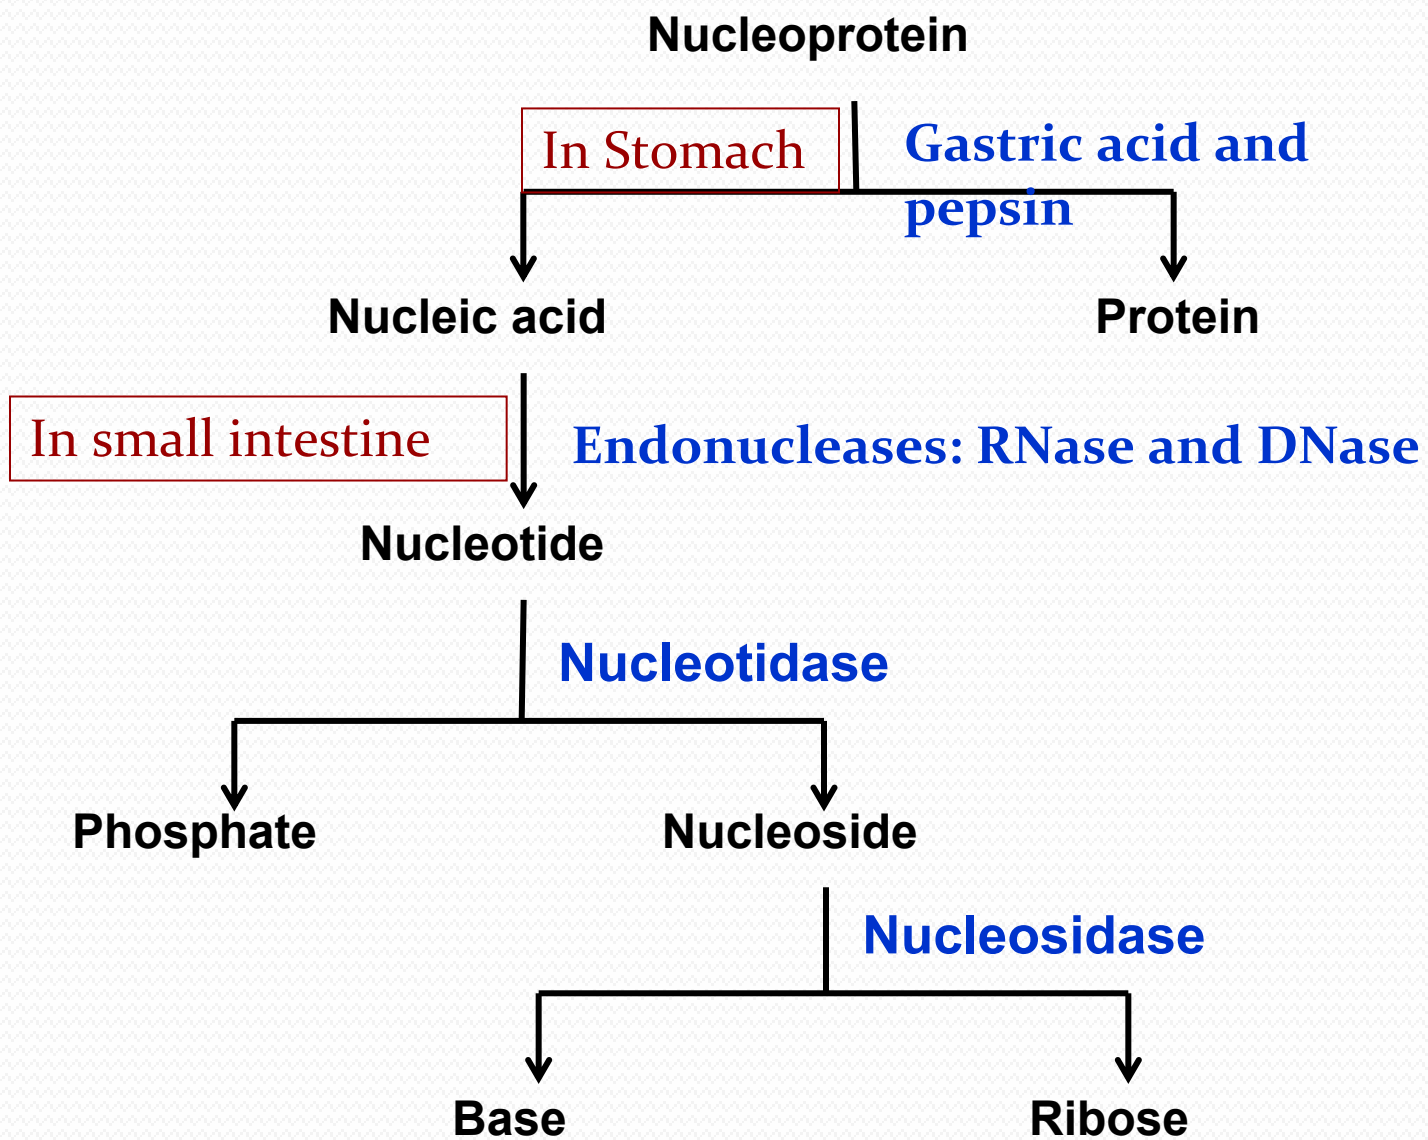 Nucleoprotein
In Stomach
Gastric acid and
pepsin
Nucleic acid
Protein
In small intestine
Endonucleases: RNase and DNase
Nucleotide
Nucleotidase
Phosphate
Nucleoside
Nucleosidase
Base
Ribose